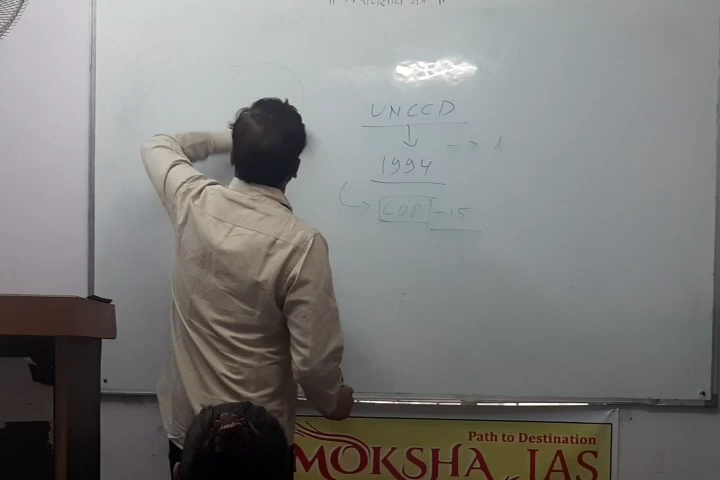 UNCCD
1994
COP-15
Path to Destination
MOKSHA IAS